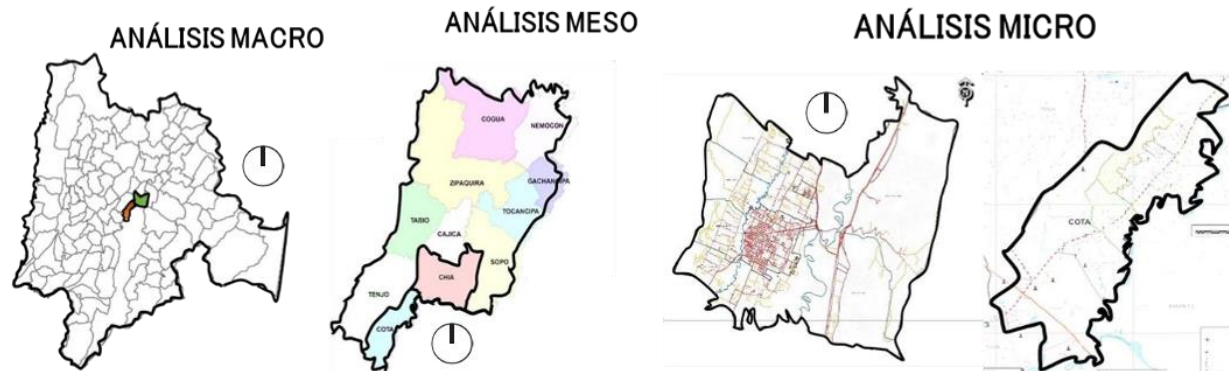 ANÁLISIS MACRO
ANÁLISIS MESO
ANÁLISIS MICRO
COGUA
NEMOCON
ZIPAQUIRA
GACHANCIPA
TOCANCIPA
TABIO
CAJICA
SOPO
CHIA
TENJO
COTA
COTA